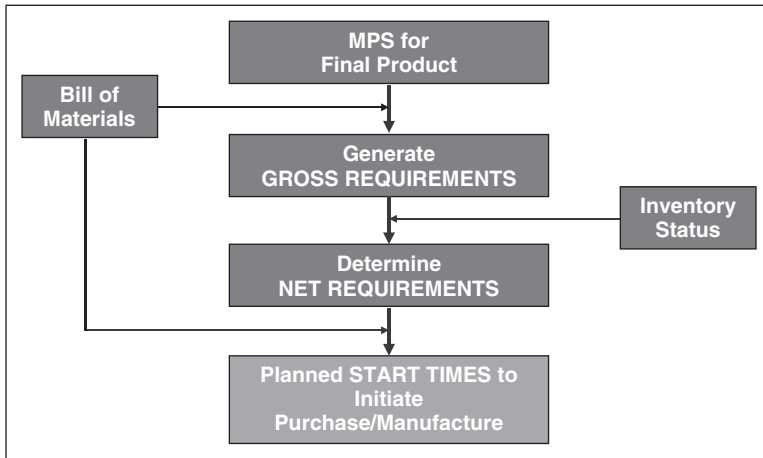 MPS for
Final Product
Bill of
Materials
Generate
GROSS REQUIREMENTS
Inventory
Status
Determine
NET REQUIREMENTS
Planned START TIMES to
Initiate
Purchase/Manufacture